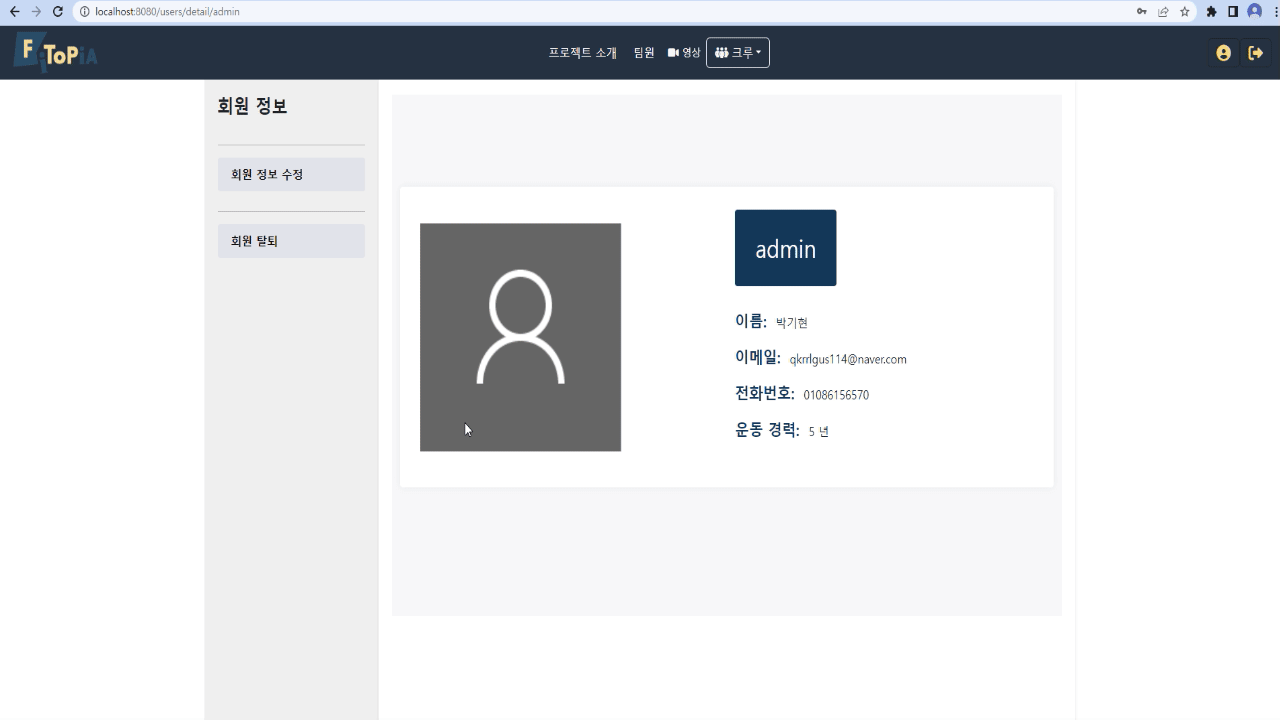 localhost:8080/users/detail/admin
FiToPiA 프로젝트 소개 팀원 영상 크루
회원 정보
회원 정보 수정
회원 탈퇴
admin
이름: 박기현
이메일: qkrrlgus114@naver.com
전화번호: 01086156570
운동 경력: 5 년